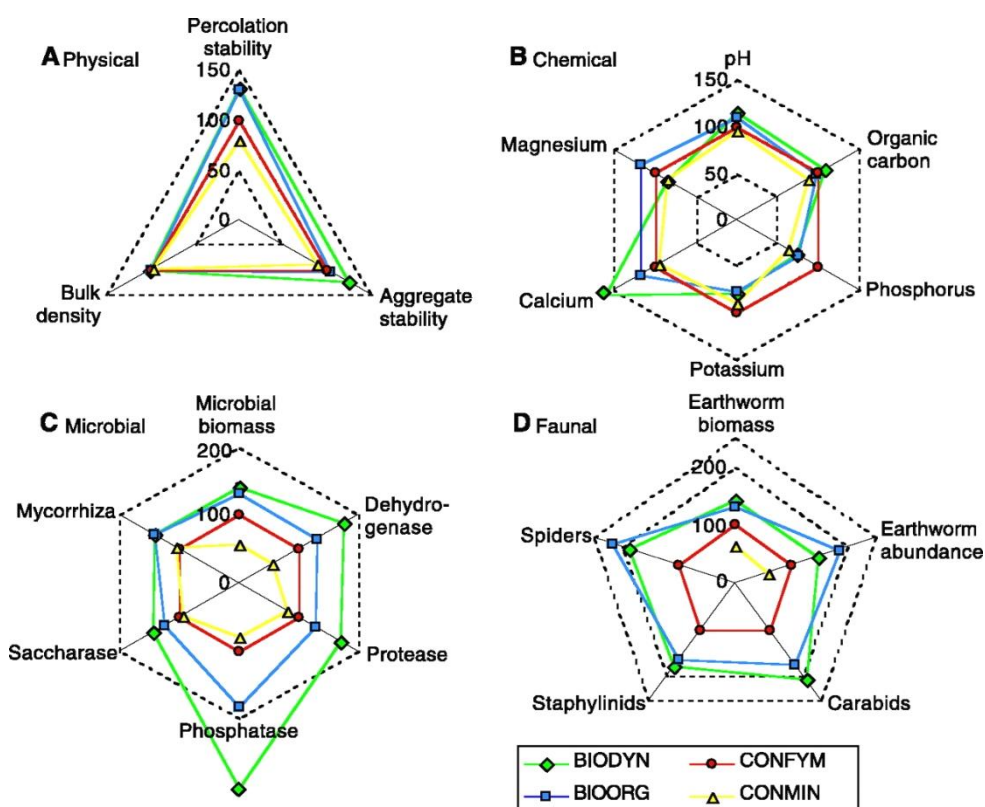 A Physical
Percolation
stability
150
100
50
0
Bulk
density
Aggregate
stability
B Chemical
pH
150
100
50
0
Magnesium
Organic
carbon
Calcium
Phosphorus
Potassium
C Microbial
Microbial
biomass
200
100
0
Mycorrhiza
Dehydro-
genase
Saccharase
Protease
Phosphatase
D Faunal
Earthworm
biomass
200
100
0
Spiders
Earthworm
abundance
Staphylinids
Carabids
BIODYN
CONFYM
BIOORG
CONMIN